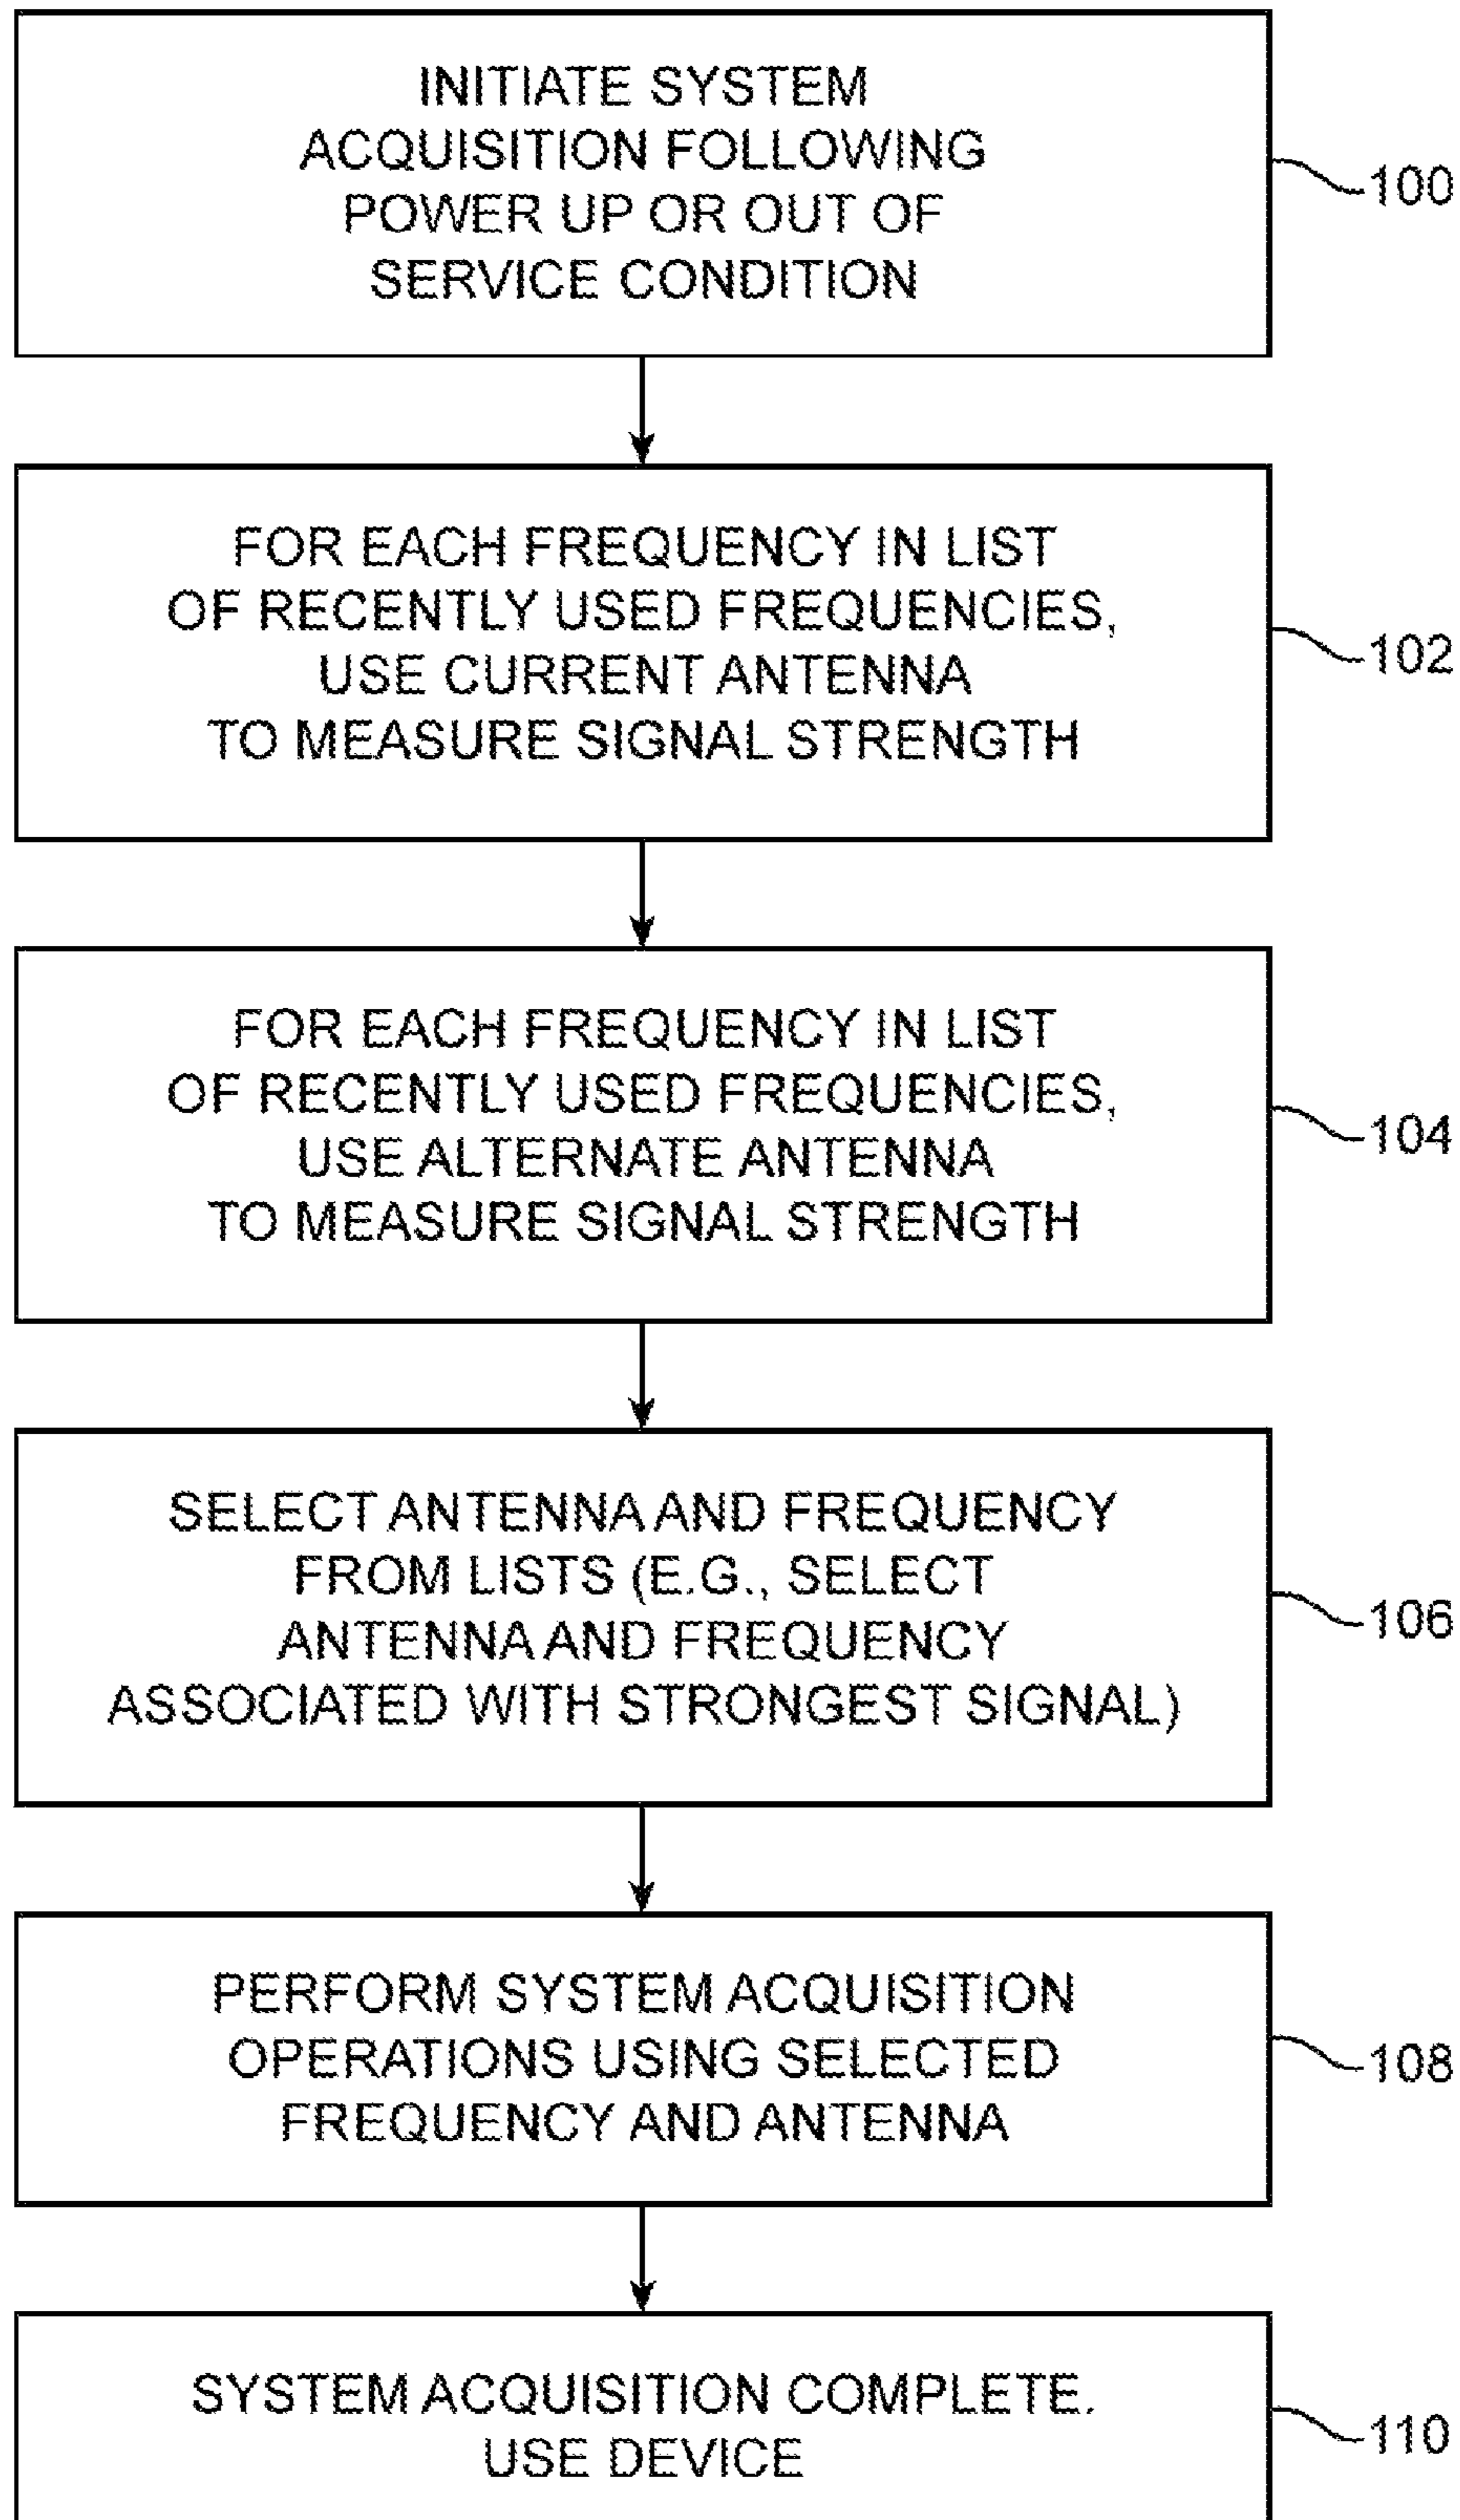 INITIATE SYSTEM
ACQUISITION FOLLOWING
POWER UP OR OUT OF
SERVICE CONDITION
100
FOR EACH FREQUENCY IN LIST
OF RECENTLY USED FREQUENCIES,
USE CURRENT ANTENNA
TO MEASURE SIGNAL STRENGTH
102
FOR EACH FREQUENCY IN LIST
OF RECENTLY USED FREQUENCIES,
USE ALTERNATE ANTENNA
TO MEASURE SIGNAL STRENGTH
104
SELECT ANTENNA AND FREQUENCY
FROM LISTS (E.G., SELECT
ANTENNA AND FREQUENCY
ASSOCIATED WITH STRONGEST SIGNAL)
106
PERFORM SYSTEM ACQUISITION
OPERATIONS USING SELECTED
FREQUENCY AND ANTENNA
108
SYSTEM ACQUISITION COMPLETE.
USE DEVICE
110